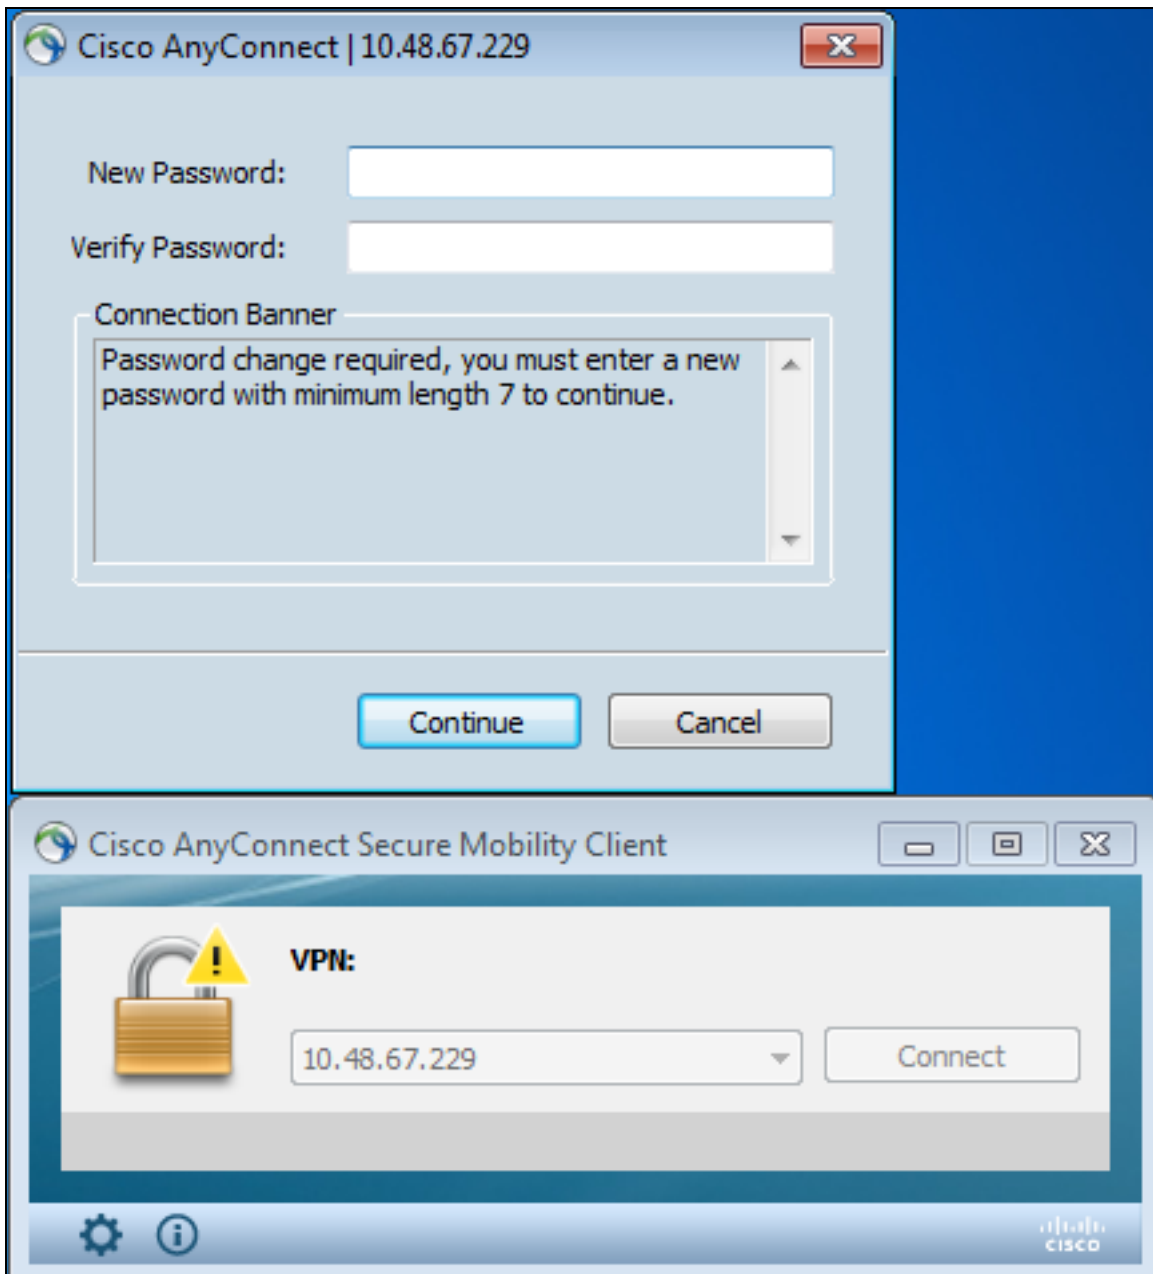 Cisco AnyConnect | 10.48.67.229
New Password:
Verify Password:
Connection Banner
Password change required, you must enter a new
password with minimum length 7 to continue.
Continue Cancel
Cisco AnyConnect Secure Mobility Client
VPN:
10.48.67.229 Connect
CISCO